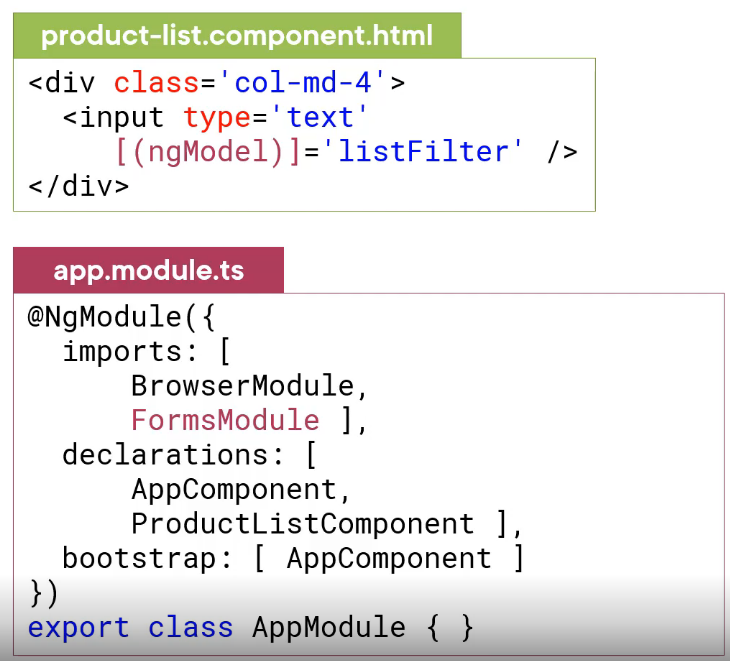 product-list.component.html
<div class='col-md-4'>
  <input type='text'
     [(ngModel)]='listFilter' />
</div>
app.module.ts
@NgModule({
  imports: [
      BrowserModule,
      FormsModule ],
  declarations: [
      AppComponent,
      ProductListComponent ],
  bootstrap: [ AppComponent ]
})
export class AppModule { }